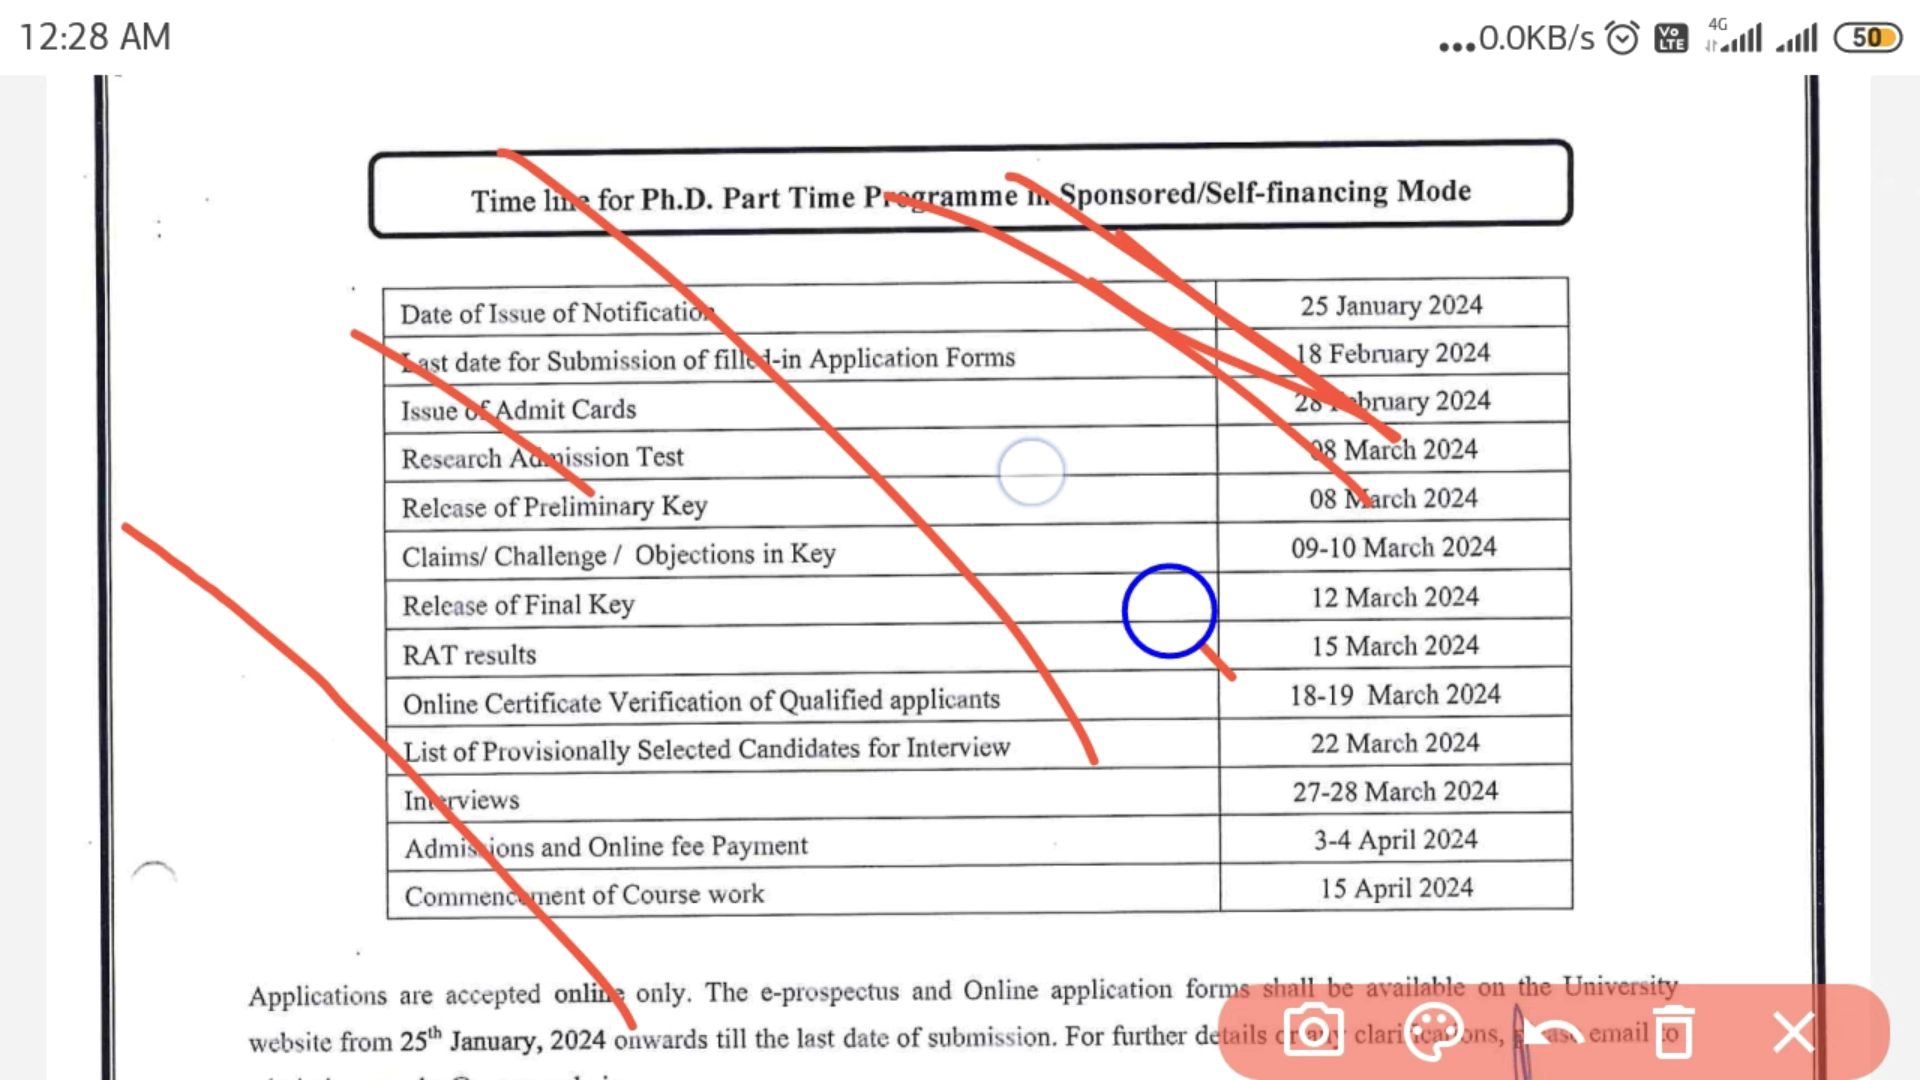 12:28 AM
...0.0KB/s
Vo LTE
4G
50
Time line for Ph.D. Part Time Programme in Sponsored/Self-financing Mode
Date of Issue of Notification 25 January 2024
Last date for Submission of filled-in Application Forms 18 February 2024
Issue of Admit Cards 28 February 2024
Research Admission Test 08 March 2024
Release of Preliminary Key 08 March 2024
Claims/ Challenge / Objections in Key 09-10 March 2024
Release of Final Key 12 March 2024
RAT results 15 March 2024
Online Certificate Verification of Qualified applicants 18-19 March 2024
List of Provisionally Selected Candidates for Interview 22 March 2024
Interviews 27-28 March 2024
Admissions and Online fee Payment 3-4 April 2024
Commencement of Course work 15 April 2024
Applications are accepted online only. The e-prospectus and Online application forms shall be available on the University
website from 25th January, 2024 onwards till the last date of submission. For further details or any clarifications, please email to